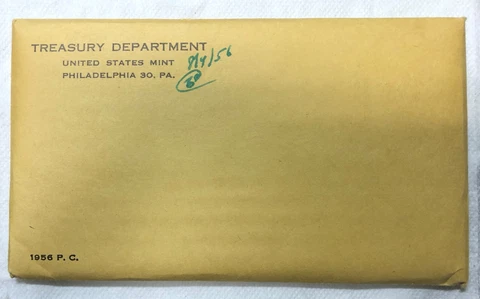 TREASURY DEPARTMENT
UNITED STATES MINT
PHILADELPHIA 30, PA.
8/4/56
1956 P. C.